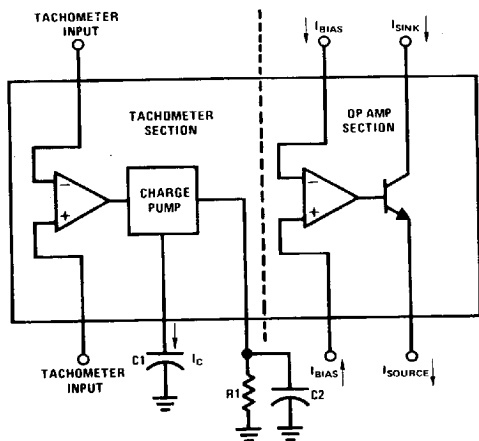 TACHOMETER
INPUT
I_BIAS
I_SINK
TACHOMETER
SECTION
OP AMP
SECTION
−
+
CHARGE
PUMP
−
+
C1
I_C
TACHOMETER
INPUT
R1
C2
I_BIAS
I_SOURCE